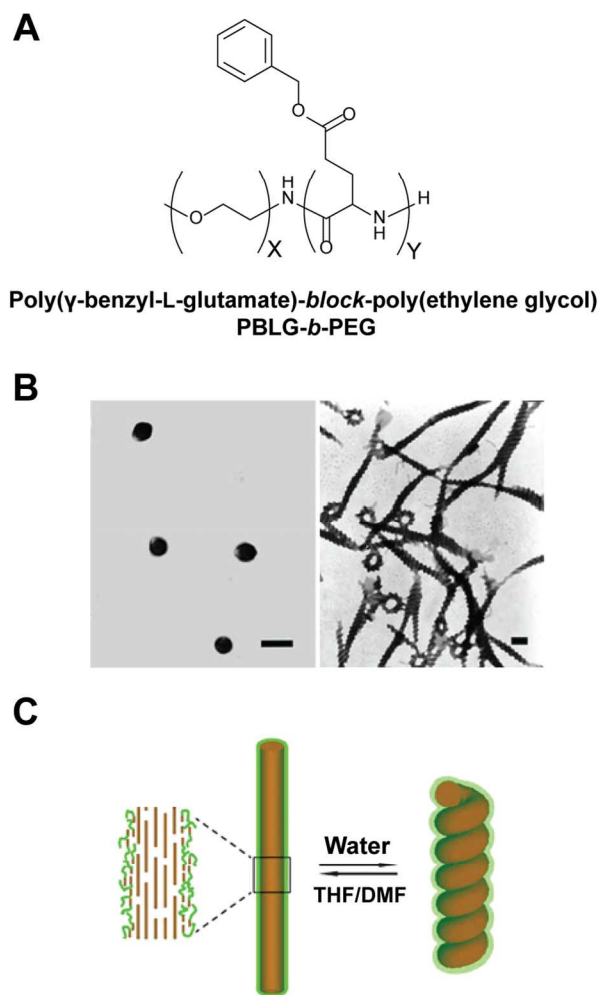 A
O
O
O
H
N
O
N
H
H
X
Y
Poly(γ-benzyl-L-glutamate)-block-poly(ethylene glycol)
PBLG-b-PEG
B
C
Water
THF/DMF